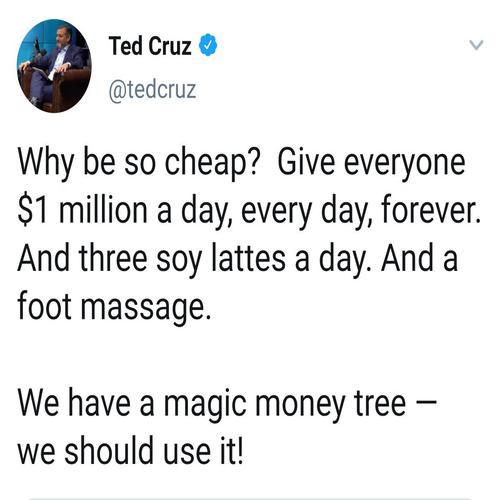 Ted Cruz
@tedcruz
Why be so cheap? Give everyone
$1 million a day, every day, forever.
And three soy lattes a day. And a
foot massage.
We have a magic money tree –
we should use it!